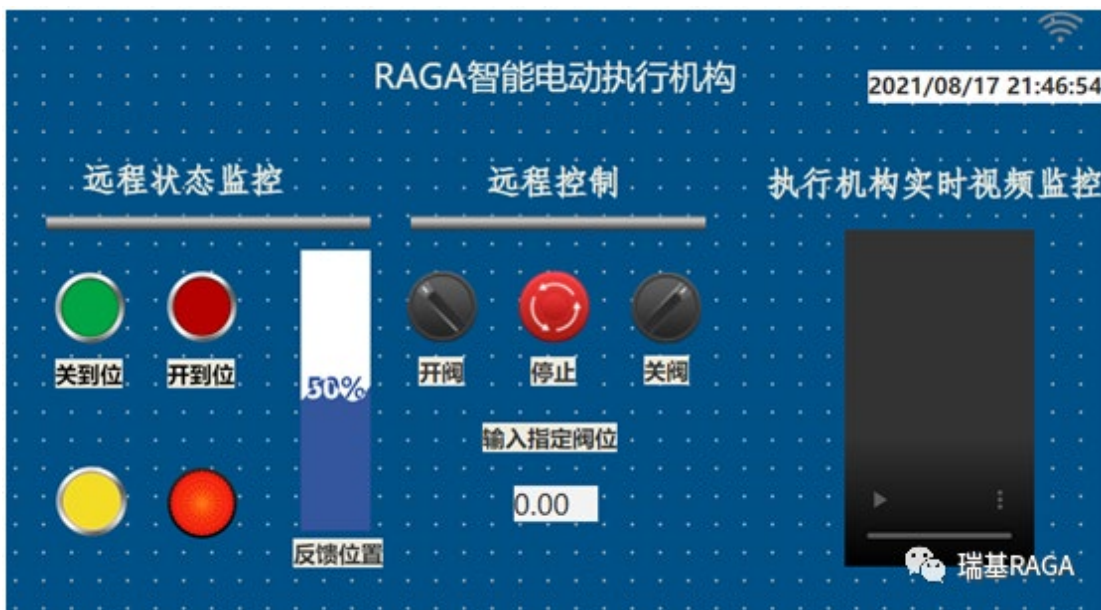 RAGA智能电动执行机构
2021/08/17 21:46:54
远程状态监控
远程控制
执行机构实时视频监控
关到位
开到位
50%
开阀
停止
关阀
输入指定阀位
0.00
反馈位置
瑞基RAGA